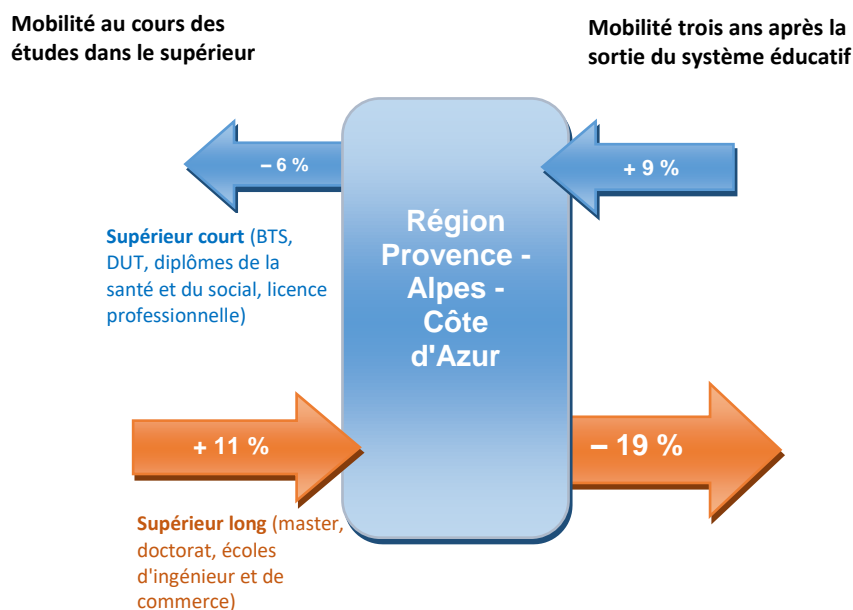 Mobilité au cours des
études dans le supérieur
Mobilité trois ans après la
sortie du système éducatif
– 6 %
+ 9 %
Supérieur court (BTS,
DUT, diplômes de la
santé et du social, licence
professionnelle)
Région
Provence -
Alpes -
Côte
d'Azur
+ 11 %
– 19 %
Supérieur long (master,
doctorat, écoles
d'ingénieur et de
commerce)